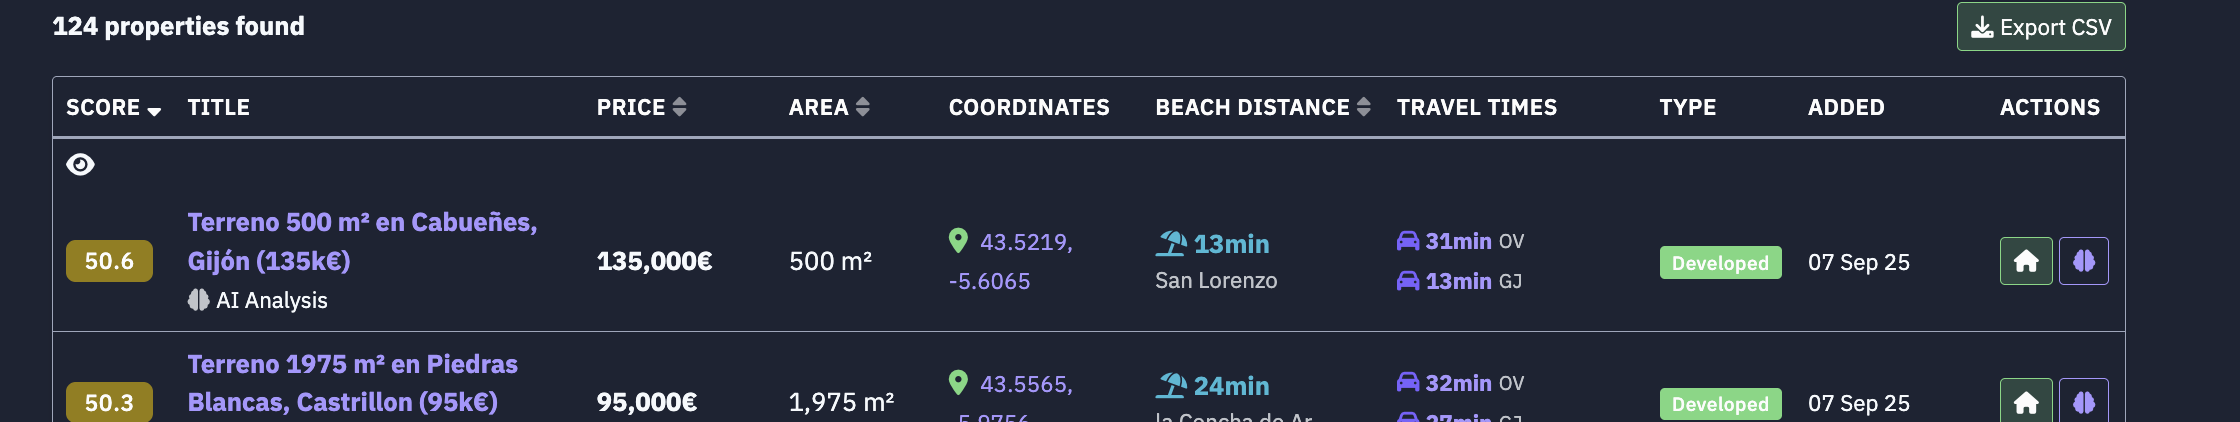 124 properties found
Export CSV
SCORE TITLE PRICE AREA COORDINATES BEACH DISTANCE TRAVEL TIMES TYPE ADDED ACTIONS
50.6
Terreno 500 m² en Cabueñes,
Gijón (135k€)
AI Analysis
135,000€
500 m²
43.5219,
-5.6065
13min
San Lorenzo
31min OV
13min GJ
Developed
07 Sep 25
50.3
Terreno 1975 m² en Piedras
Blancas, Castrillon (95k€)
95,000€
1,975 m²
43.5565,
24min
la Concha de Ar
32min OV
Developed
07 Sep 25